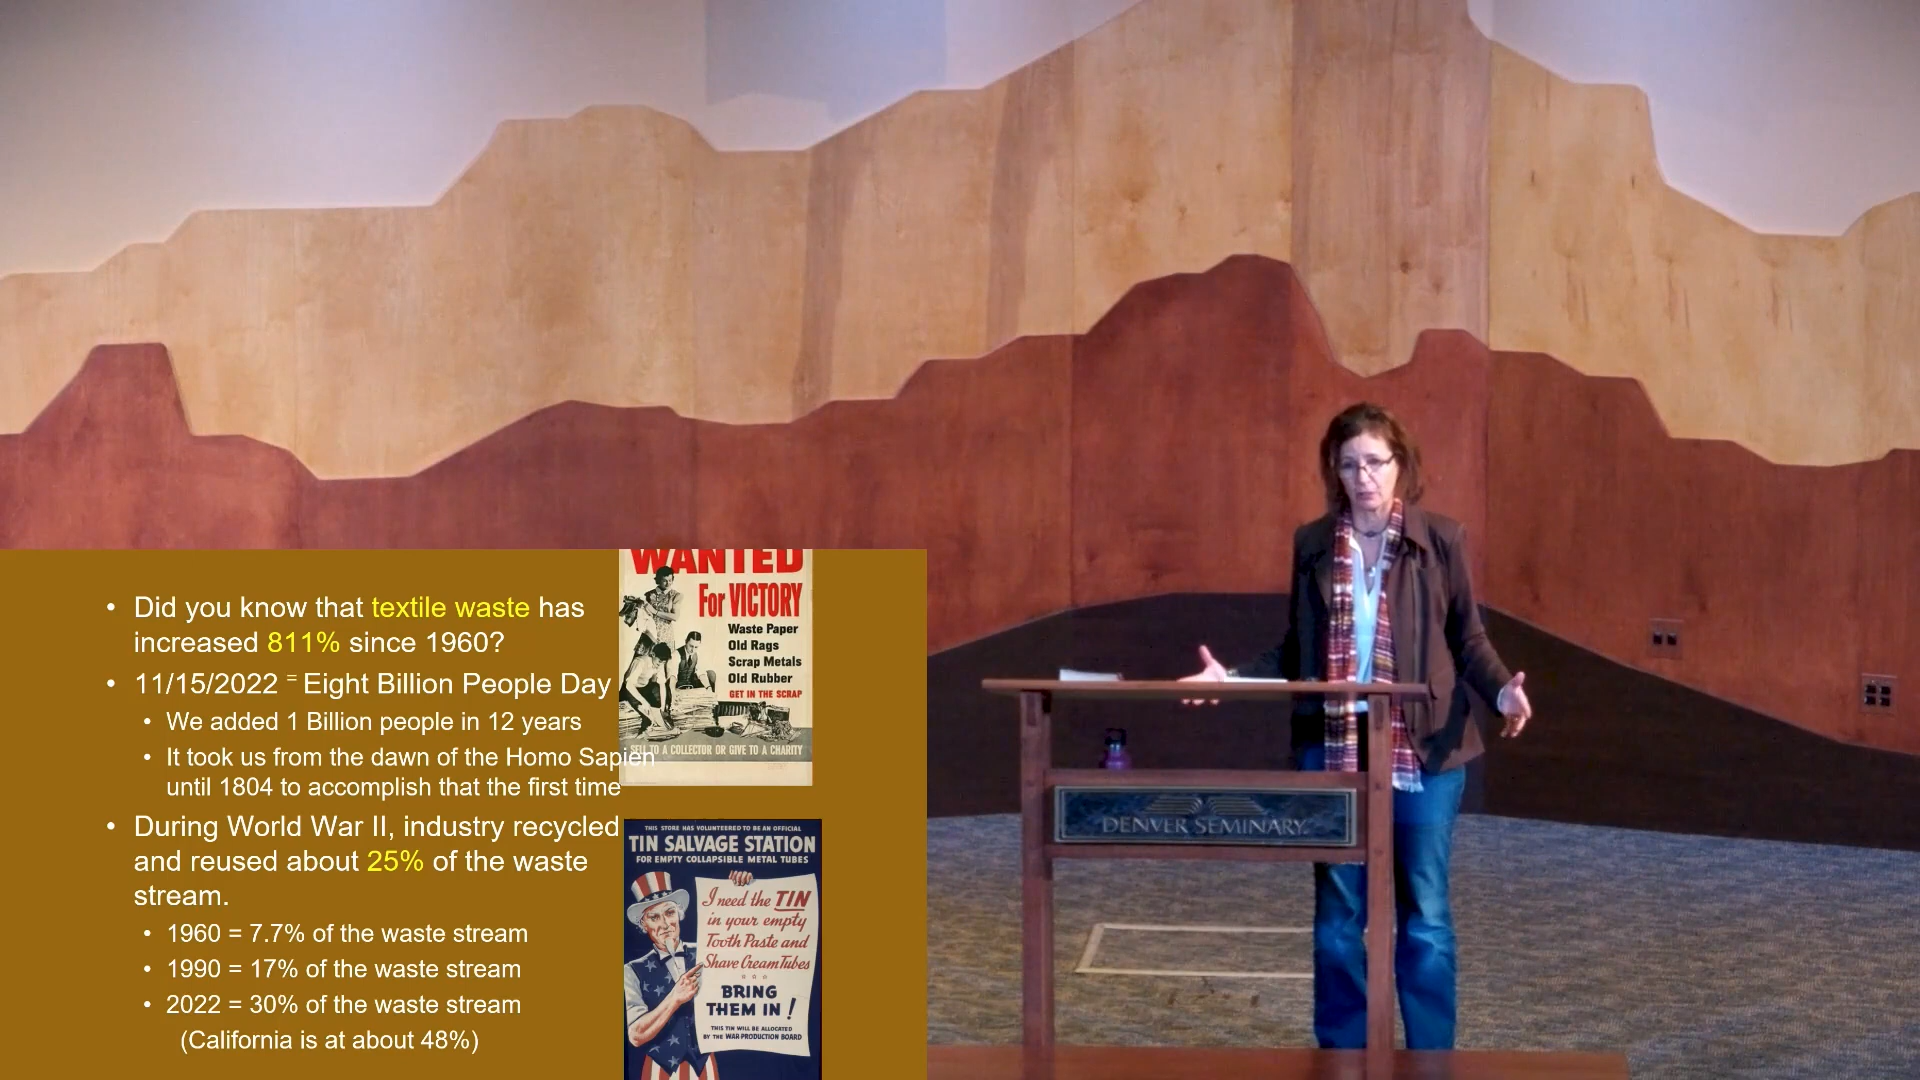 • Did you know that textile waste has
increased 811% since 1960?
• 11/15/2022 = Eight Billion People Day
• We added 1 Billion people in 12 years
• It took us from the dawn of the Homo Sapien
until 1804 to accomplish that the first time
• During World War II, industry recycled
and reused about 25% of the waste
stream.
• 1960 = 7.7% of the waste stream
• 1990 = 17% of the waste stream
• 2022 = 30% of the waste stream
(California is at about 48%)
WANTED
For VICTORY
Waste Paper
Old Rags
Scrap Metals
Old Rubber
GET IN THE SCRAP
SELL TO A COLLECTOR OR GIVE TO A CHARITY
THIS STORE HAS VOLUNTEERED TO BE AN OFFICIAL
TIN SALVAGE STATION
FOR EMPTY COLLAPSIBLE METAL TUBES
I need the TIN
in your empty
Tooth Paste and
Shave Cream Tubes
BRING
THEM IN!
THIS TIN WILL BE ALLOCATED
BY THE WAR PRODUCTION BOARD
DENVER SEMINARY